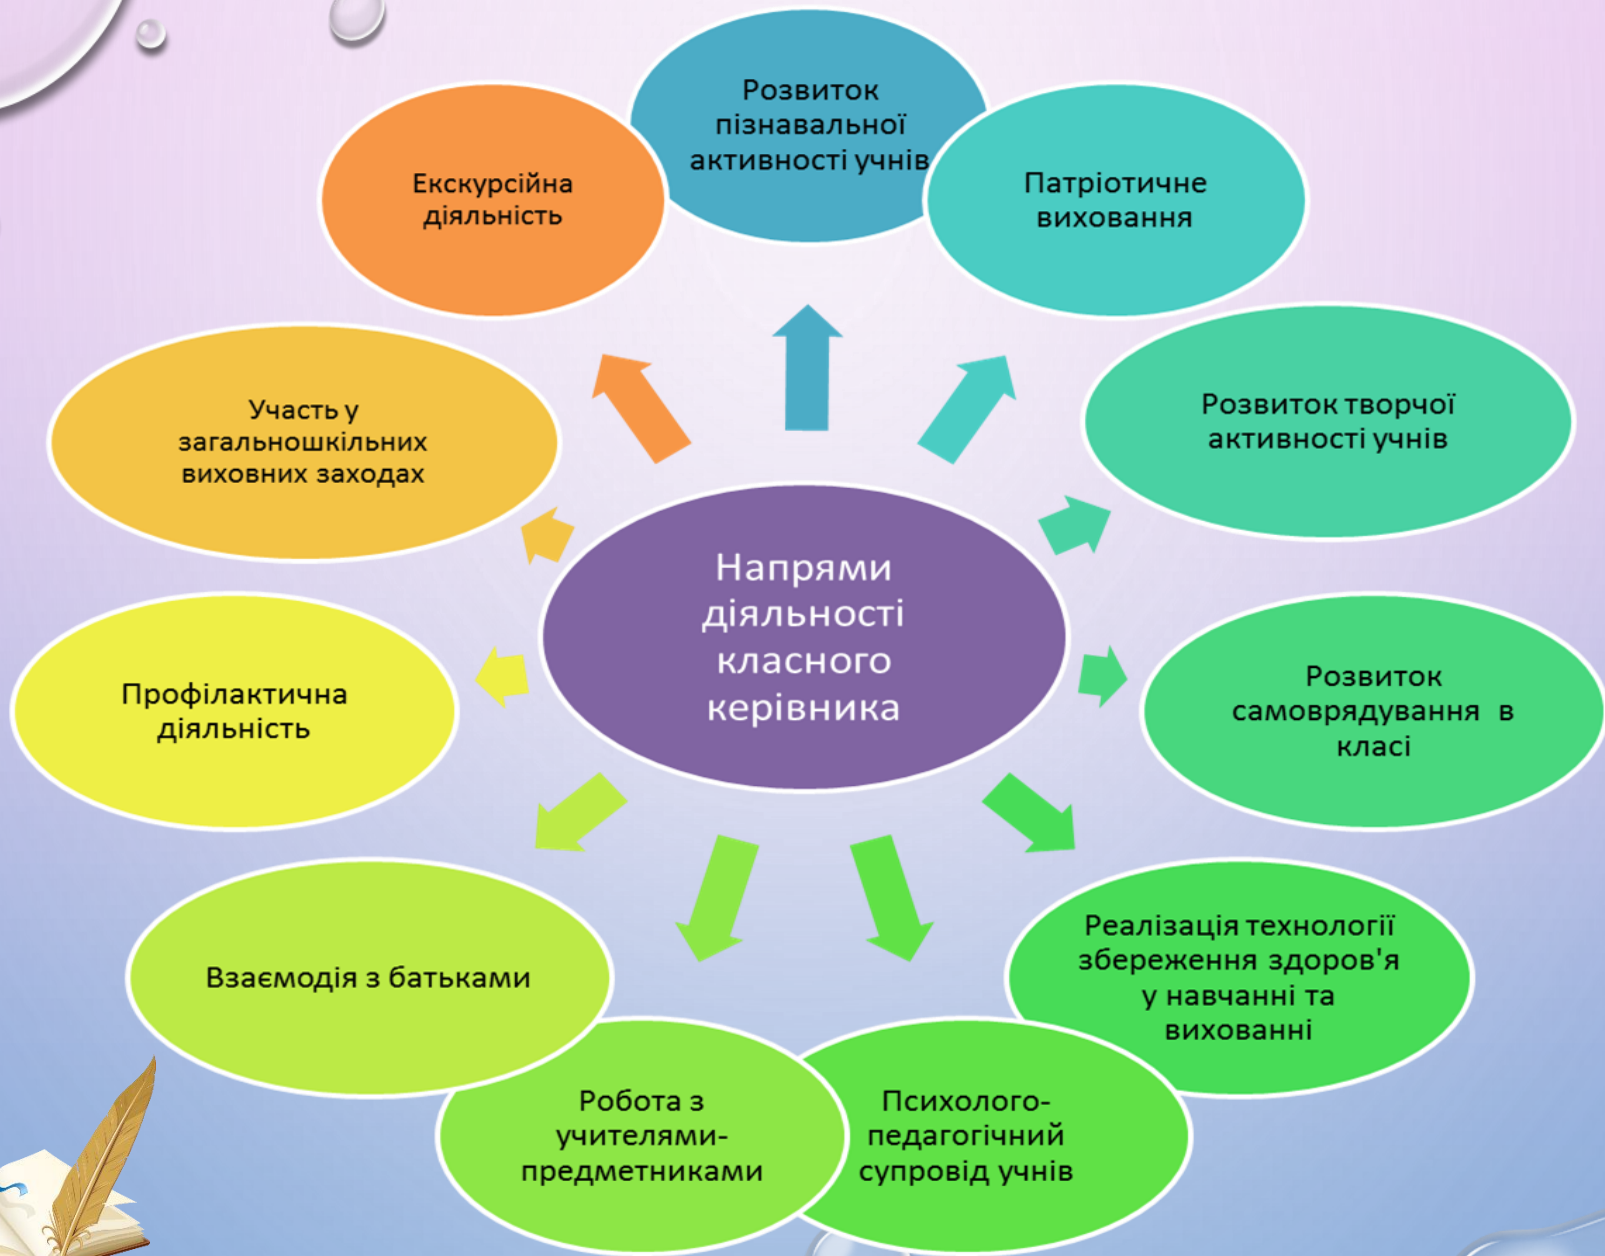 Розвиток
пізнавальної
активності учнів
Екскурсійна
діяльність
Патріотичне
виховання
Участь у
загальношкільних
виховних заходах
Розвиток творчої
активності учнів
Напрями
діяльності
класного
керівника
Профілактична
діяльність
Розвиток
самоврядування в
класі
Взаємодія з батьками
Реалізація технології
збереження здоров'я
у навчанні та
вихованні
Робота з
учителями-
предметниками
Психолого-
педагогічний
супровід учнів